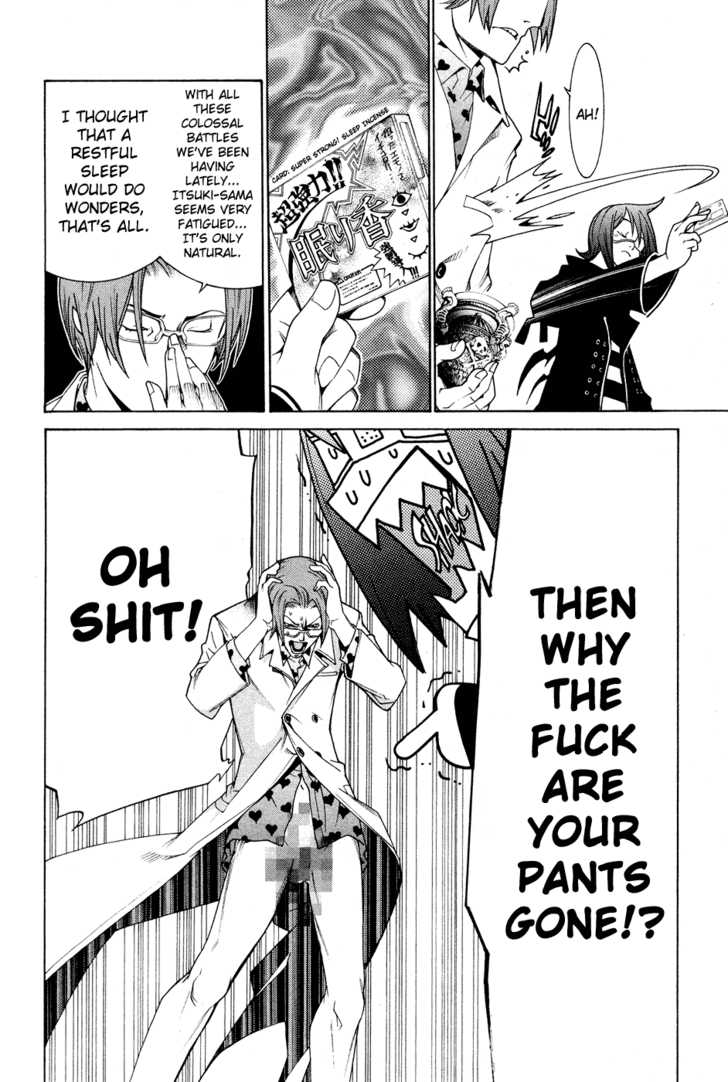 AH!
CARD: SUPER STRONG! SLEEP INCENSE
超強力!!
眠り香
WITH ALL
THESE
COLOSSAL
BATTLES
WE'VE BEEN
HAVING
LATELY...
ITSUKI-SAMA
SEEMS VERY
FATIGUED...
IT'S ONLY
NATURAL.
I THOUGHT
THAT A
RESTFUL
SLEEP
WOULD DO
WONDERS,
THAT'S ALL.
SHACK
THEN
WHY
THE
FUCK
ARE
YOUR
PANTS
GONE!?
OH
SHIT!